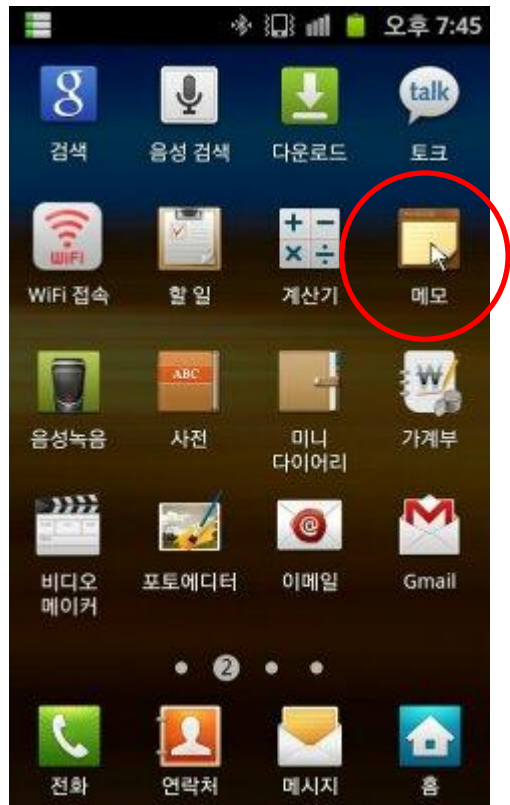 오후 7:45
8
talk
검색
음성 검색
다운로드
토크
WiFi
WiFi 접속
할 일
계산기
메모
ABC
W
음성녹음
사전
미니
다이어리
가계부
@
M
비디오
메이커
포토에디터
이메일
Gmail
2
전화
연락처
메시지
홈